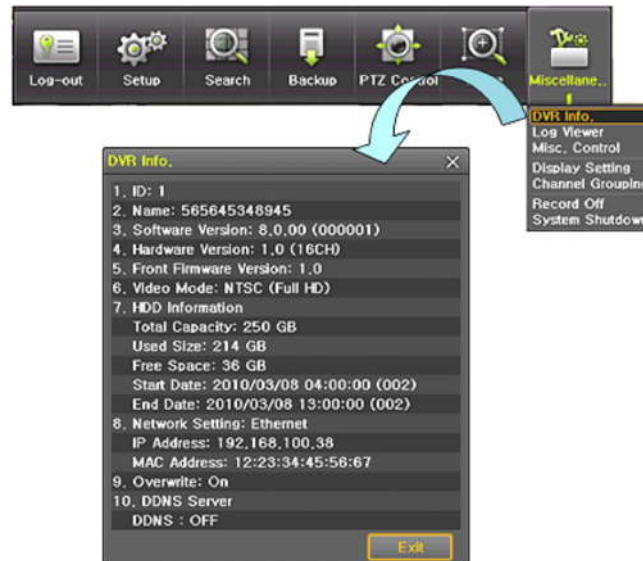 Log-out
Setup
Search
Backup
PTZ
Miscellane..
DVR Info.
Log Viewer
Misc. Control
Display Setting
Channel Grouping
Record Off
System Shutdown
DVR Info.
1. ID: 1
2. Name: 565645348945
3. Software Version: 8.0.00 (000001)
4. Hardware Version: 1.0 (16CH)
5. Front Firmware Version: 1.0
6. Video Mode: NTSC (Full HD)
7. HDD Information
Total Capacity: 250 GB
Used Size: 214 GB
Free Space: 36 GB
Start Date: 2010/03/08 04:00:00 (002)
End Date: 2010/03/08 13:00:00 (002)
8. Network Setting: Ethernet
IP Address: 192.168.100.38
MAC Address: 12:23:34:45:56:67
9. Overwrite: On
10. DDNS Server
DDNS : OFF
Exit